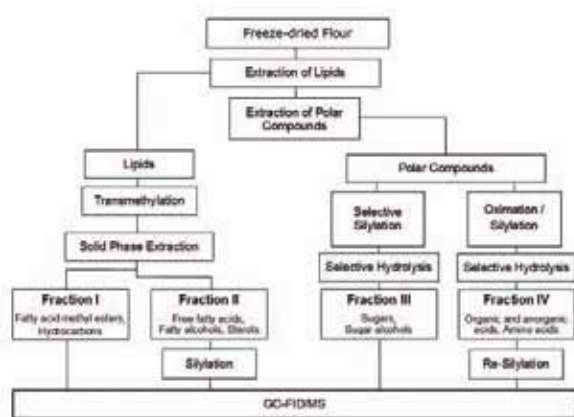 Freeze-dried Flour
Extraction of Lipids
Extraction of Polar
Compounds
Lipids
Polar Compounds
Transmethylation
Selective
Silylation
Oximation /
Silylation
Solid Phase Extraction
Selective Hydrolysis
Selective Hydrolysis
Fraction I
Fatty acid methyl esters,
Hydrocarbons
Fraction II
Free fatty acids,
Fatty alcohols, Sterols
Fraction III
Sugars,
Sugar alcohols
Fraction IV
Organic and anorganic
acids, Amino acids
Silylation
Re-Silylation
GC-FID/MS